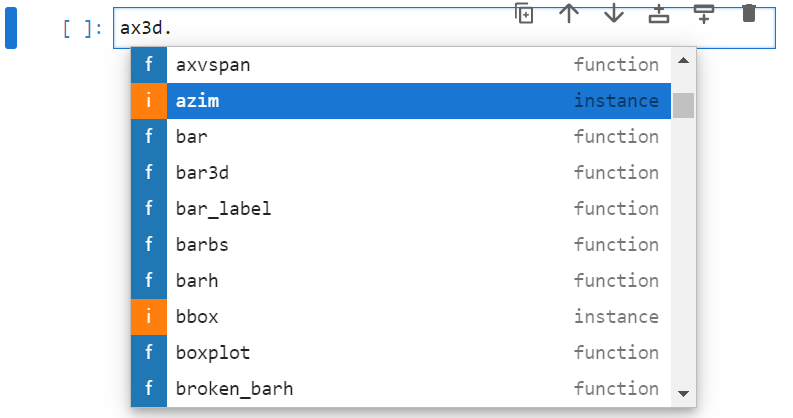 [ ]: ax3d.
f axvspan function
i azim instance
f bar function
f bar3d function
f bar_label function
f barbs function
f barh function
i bbox instance
f boxplot function
f broken_barh function